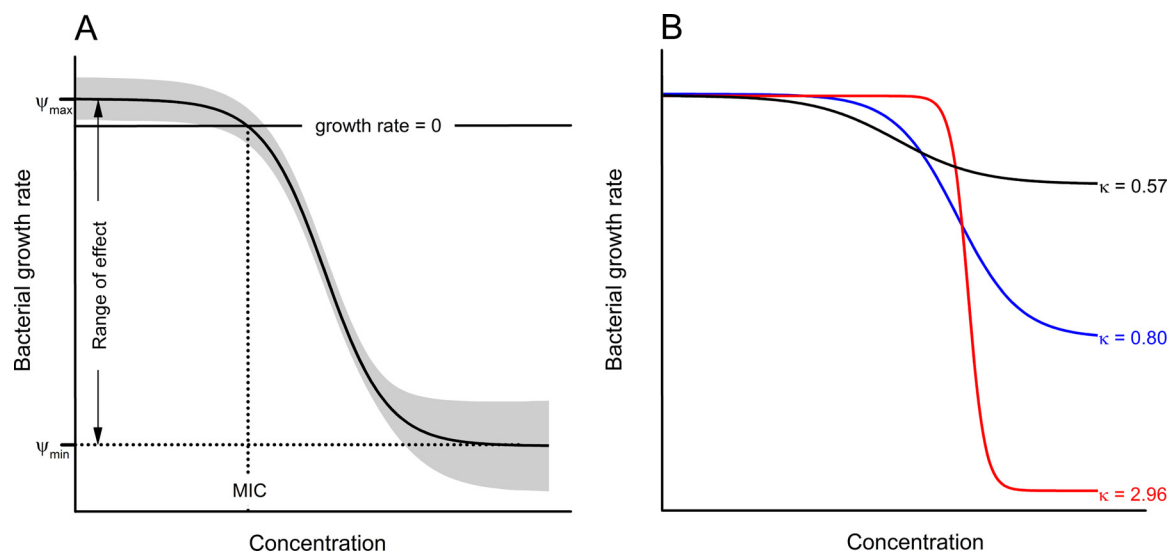 A
ψmax
growth rate = 0
Range of effect
Bacterial growth rate
ψmin
MIC
Concentration
B
Bacterial growth rate
κ = 0.57
κ = 0.80
κ = 2.96
Concentration